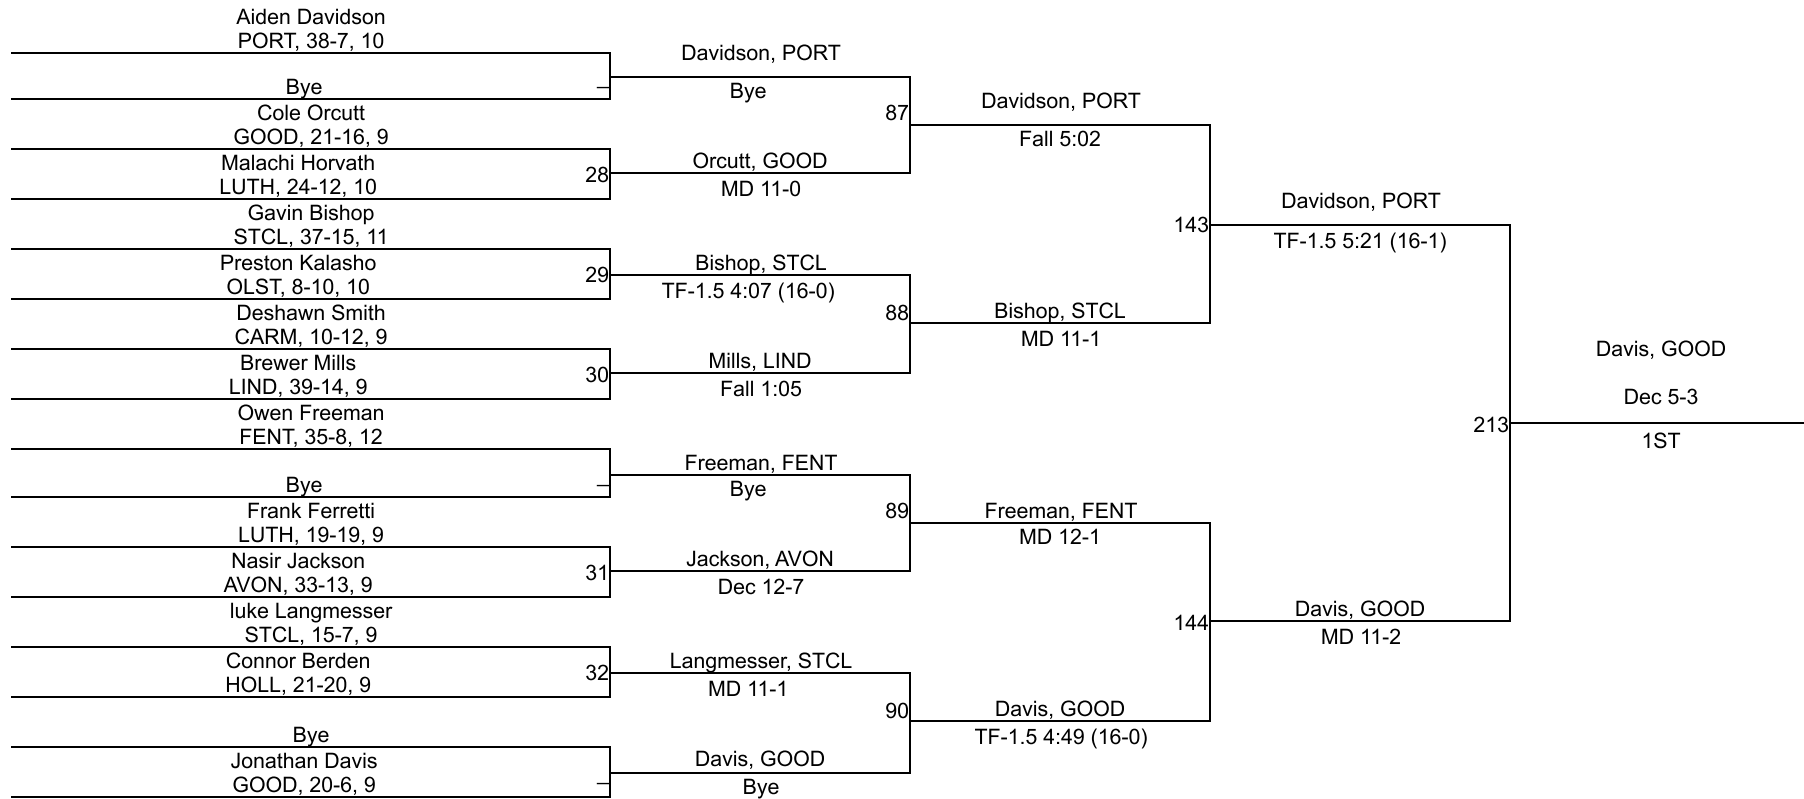 Aiden Davidson
PORT, 38-7, 10
Bye
Cole Orcutt
GOOD, 21-16, 9
Malachi Horvath
LUTH, 24-12, 10
Gavin Bishop
STCL, 37-15, 11
Preston Kalasho
OLST, 8-10, 10
Deshawn Smith
CARM, 10-12, 9
Brewer Mills
LIND, 39-14, 9
Owen Freeman
FENT, 35-8, 12
Bye
Frank Ferretti
LUTH, 19-19, 9
Nasir Jackson
AVON, 33-13, 9
luke Langmesser
STCL, 15-7, 9
Connor Berden
HOLL, 21-20, 9
Bye
Jonathan Davis
GOOD, 20-6, 9
28
29
30
31
32
Davidson, PORT
Bye
Orcutt, GOOD
MD 11-0
Bishop, STCL
TF-1.5 4:07 (16-0)
Mills, LIND
Fall 1:05
Freeman, FENT
Bye
Jackson, AVON
Dec 12-7
Langmesser, STCL
MD 11-1
Davis, GOOD
Bye
87
88
89
90
Davidson, PORT
Fall 5:02
Bishop, STCL
MD 11-1
Freeman, FENT
MD 12-1
Davis, GOOD
TF-1.5 4:49 (16-0)
143
144
Davidson, PORT
TF-1.5 5:21 (16-1)
Davis, GOOD
MD 11-2
213
Davis, GOOD
Dec 5-3
1ST